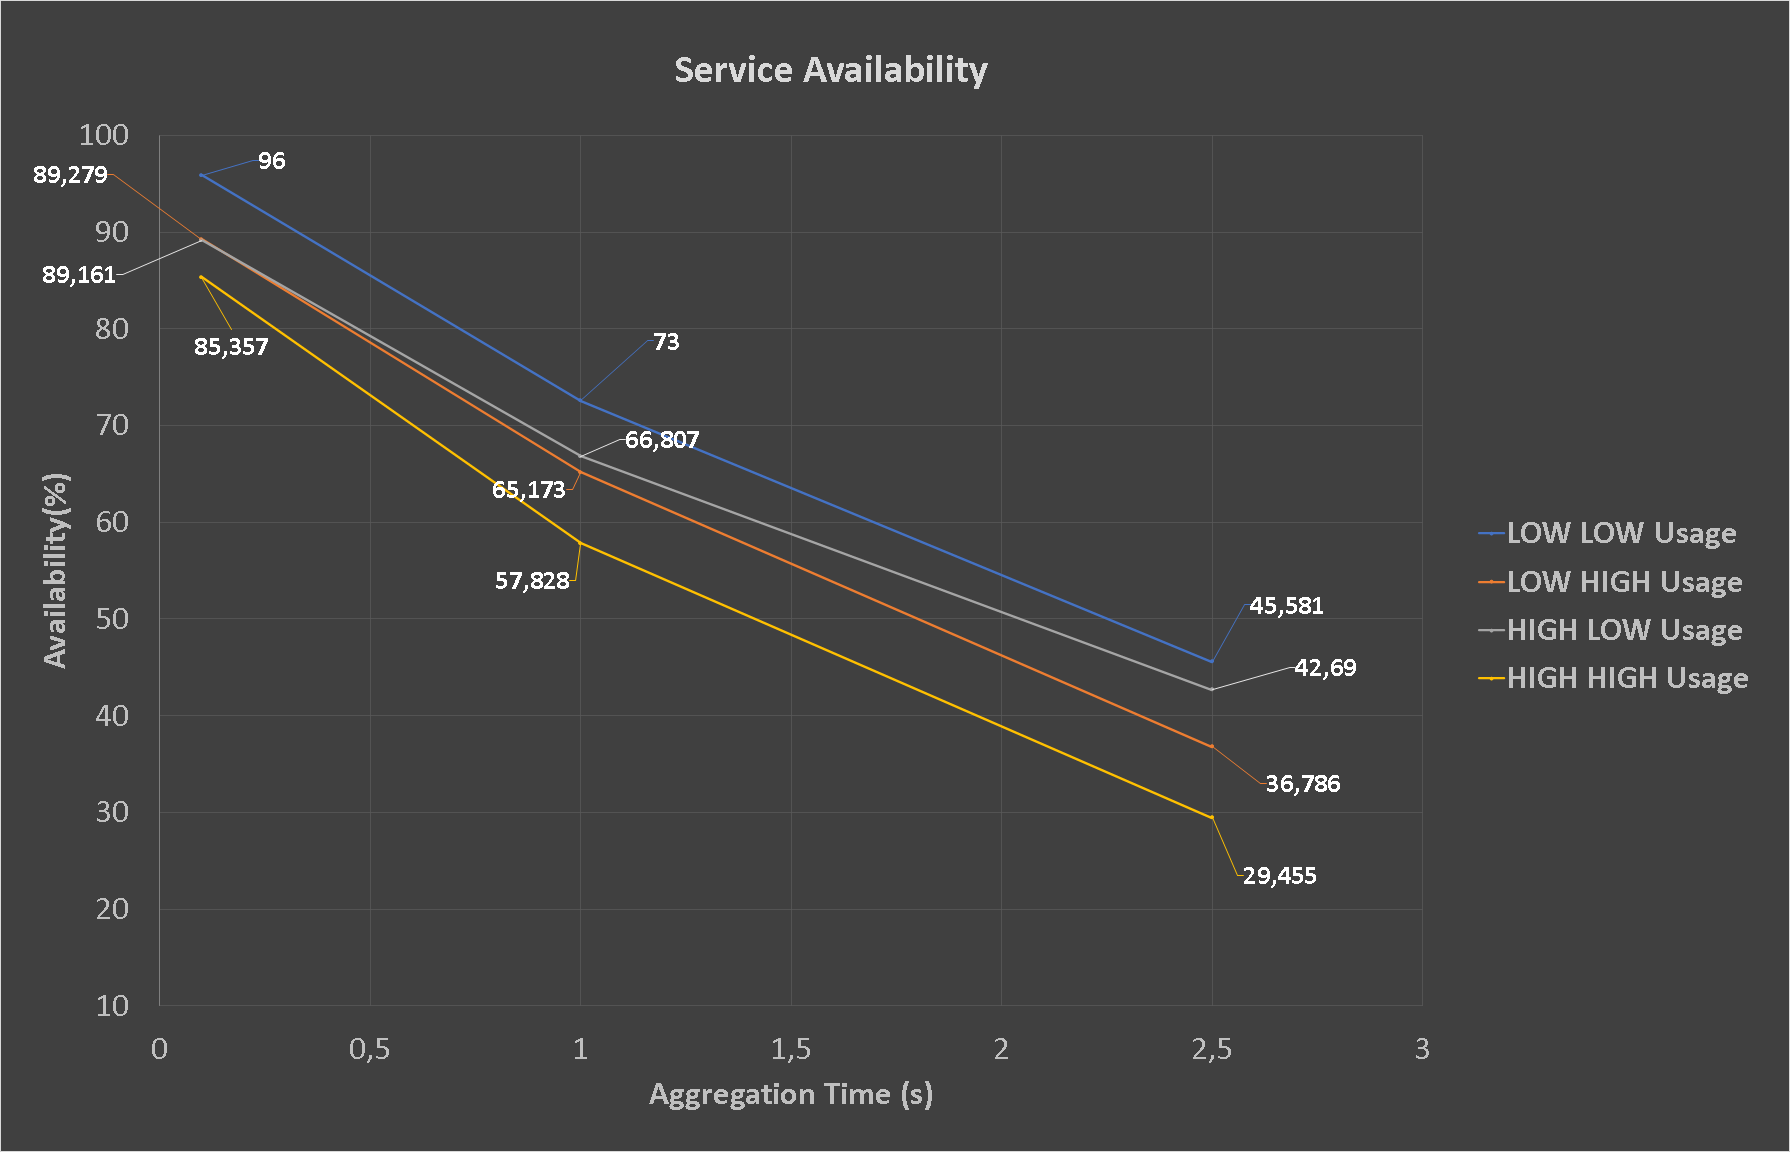 Service Availability
100
90
80
70
60
50
40
30
20
10
Availability(%)
96
89,279
89,161
85,357
73
66,807
65,173
57,828
45,581
42,69
36,786
29,455
0 0,5 1 1,5 2 2,5 3
Aggregation Time (s)
LOW LOW Usage
LOW HIGH Usage
HIGH LOW Usage
HIGH HIGH Usage